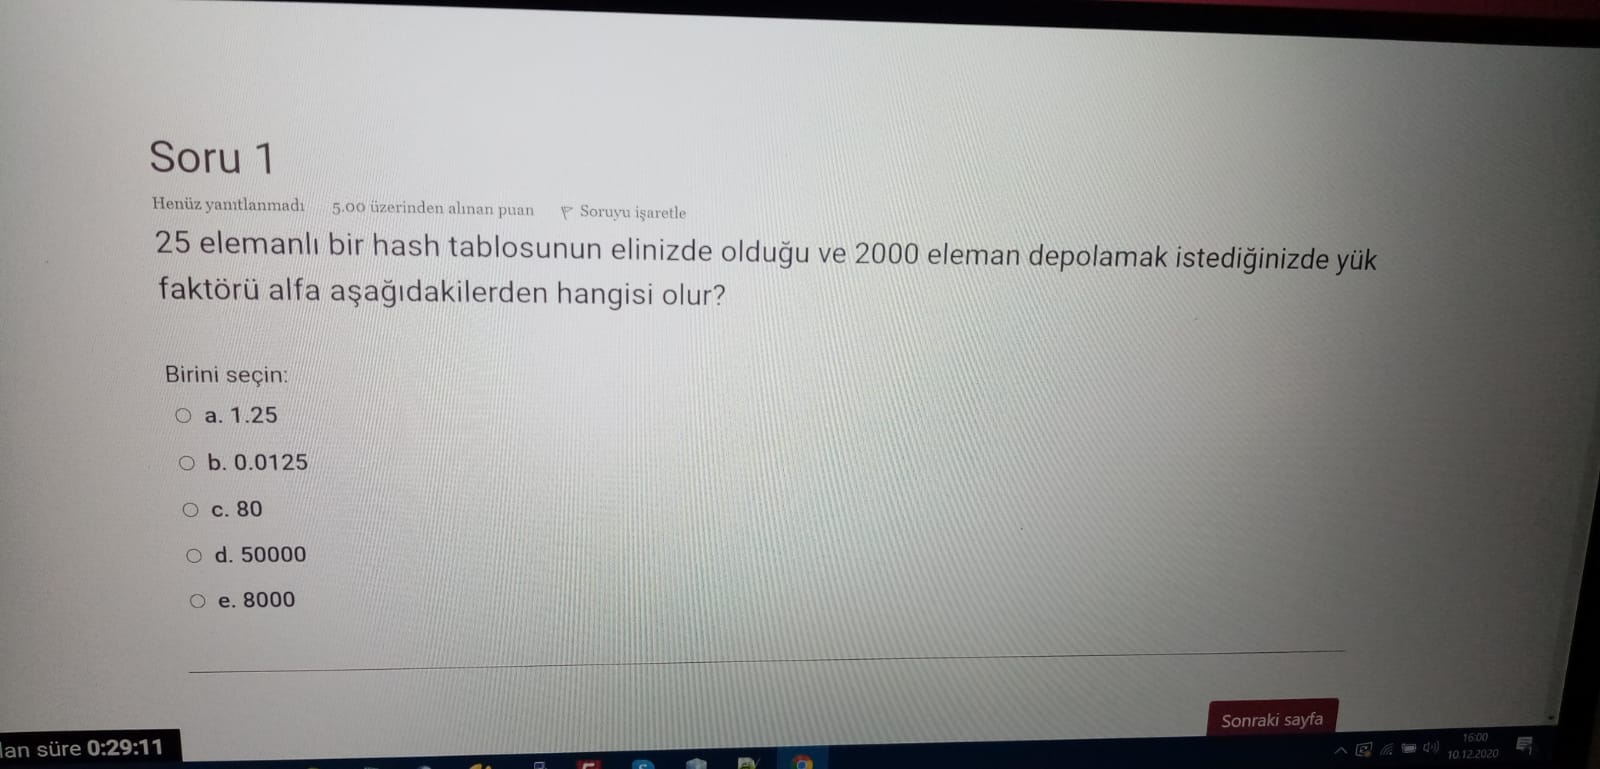 Soru 1
Henüz yanıtlanmadı 5.00 üzerinden alınan puan Soruyu işaretle
25 elemanlı bir hash tablosunun elinizde olduğu ve 2000 eleman depolamak istediğinizde yük
faktörü alfa aşağıdakilerden hangisi olur?
Birini seçin:
a. 1.25
b. 0.0125
c. 80
d. 50000
e. 8000
Sonraki sayfa
lan süre 0:29:11
16:00
10.12.2020